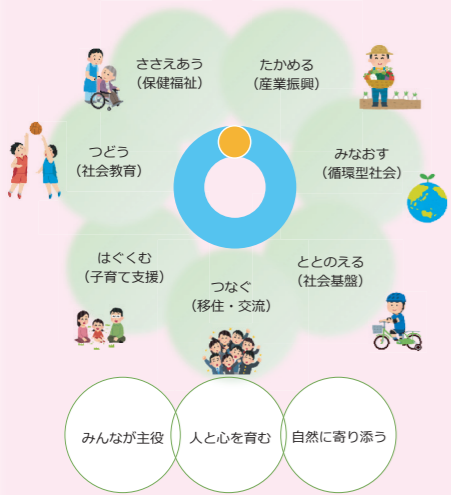 ささえあう
（保健福祉）
たかめる
（産業振興）
つどう
（社会教育）
みなおす
（循環型社会）
はぐくむ
（子育て支援）
ととのえる
（社会基盤）
つなぐ
（移住・交流）
みんなが主役
人と心を育む
自然に寄り添う